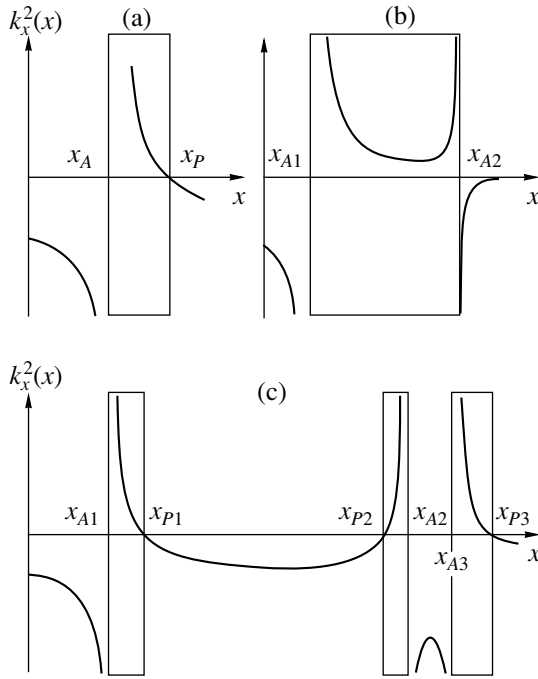 k_x^2(x) (a) (b)
x_A x_P x_{A1} x_{A2}
x x
k_x^2(x) (c)
x_{A1} x_{P1} x_{P2} x_{A2} x_{P3}
x_{A3} x